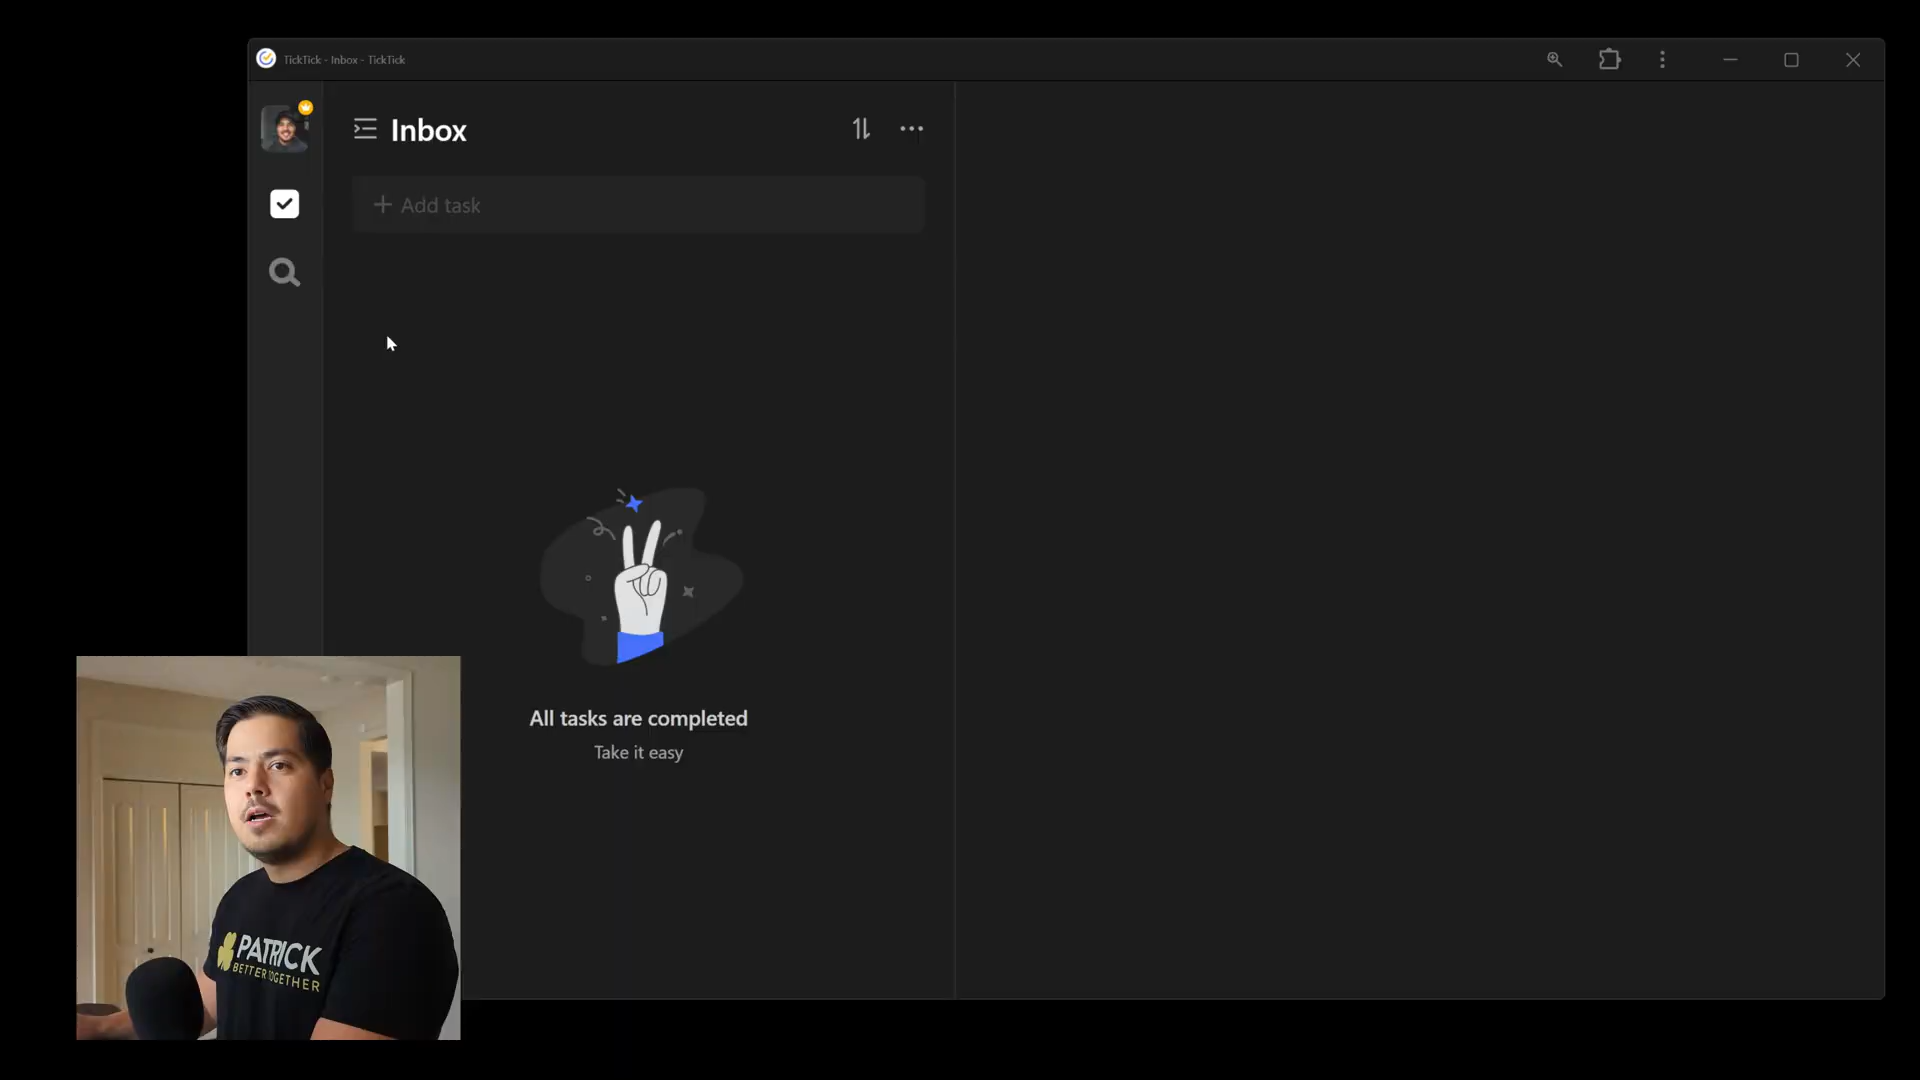 TickTick - Inbox - TickTick
Inbox
Add task
All tasks are completed
Take it easy
PATRICK
BETTER TOGETHER